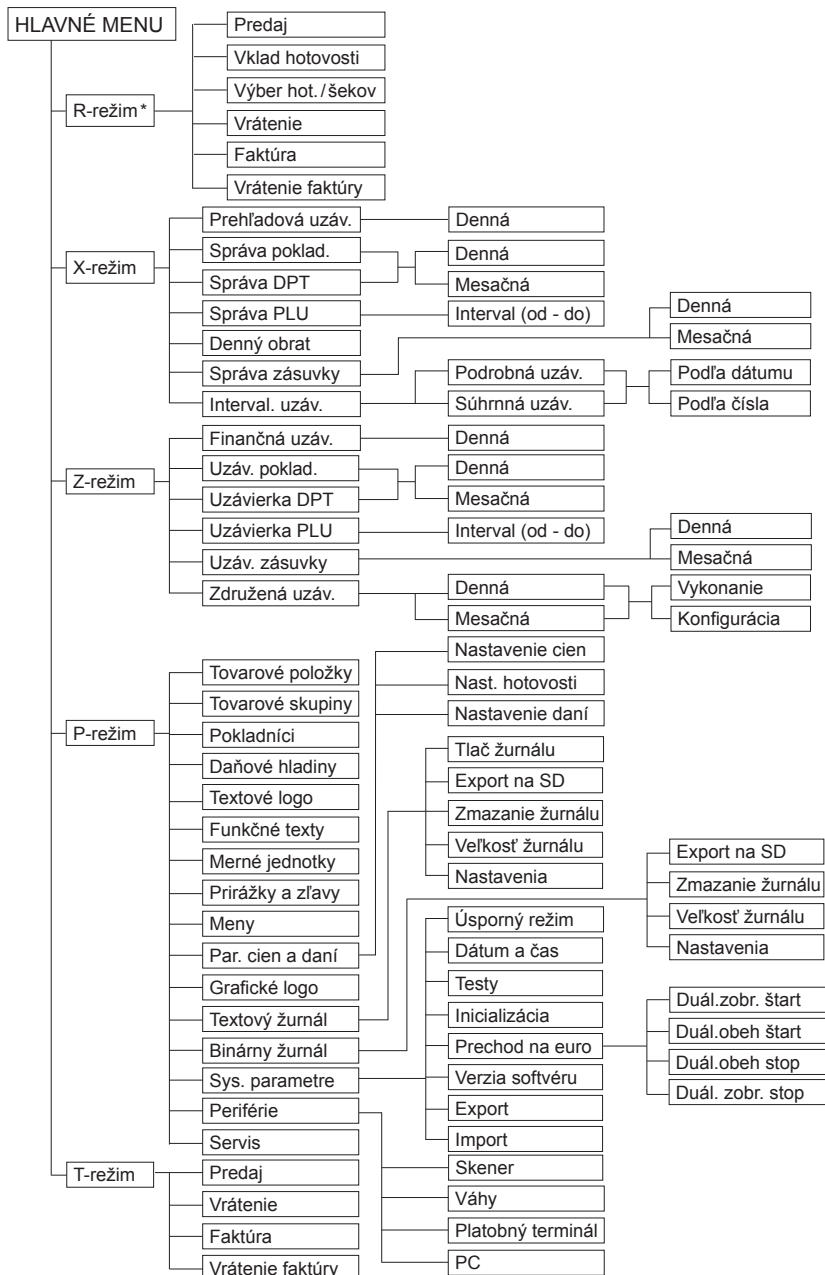 HLAVNÉ MENU
R-režim*
Predaj
Vklad hotovosti
Výber hot./šekov
Vrátenie
Faktúra
Vrátenie faktúry
X-režim
Prehľadová uzáv.
Denná
Správa poklad.
Správa DPT
Denná
Mesačná
Správa PLU
Interval (od - do)
Denný obrat
Správa zásuvky
Denná
Mesačná
Interval. uzáv.
Podrobná uzáv.
Súhrnná uzáv.
Podľa dátumu
Podľa čísla
Z-režim
Finančná uzáv.
Denná
Uzáv. poklad.
Uzávierka DPT
Denná
Mesačná
Uzávierka PLU
Interval (od - do)
Uzáv. zásuvky
Denná
Mesačná
Združená uzáv.
Denná
Mesačná
Vykonanie
Konfigurácia
P-režim
Tovarové položky
Tovarové skupiny
Pokladníci
Daňové hladiny
Textové logo
Funkčné texty
Merné jednotky
Prirážky a zľavy
Meny
Par. cien a daní
Nastavenie cien
Nast. hotovosti
Nastavenie daní
Grafické logo
Textový žurnál
Tlač žurnálu
Export na SD
Zmazanie žurnálu
Veľkosť žurnálu
Nastavenia
Binárny žurnál
Export na SD
Zmazanie žurnálu
Veľkosť žurnálu
Nastavenia
Sys. parametre
Úsporný režim
Dátum a čas
Testy
Inicializácia
Prechod na euro
Duál.zobr. štart
Duál.obeh štart
Duál.obeh stop
Duál. zobr. stop
Verzia softvéru
Export
Import
Periférie
Skener
Váhy
Platobný terminál
PC
Servis
T-režim
Predaj
Vrátenie
Faktúra
Vrátenie faktúry